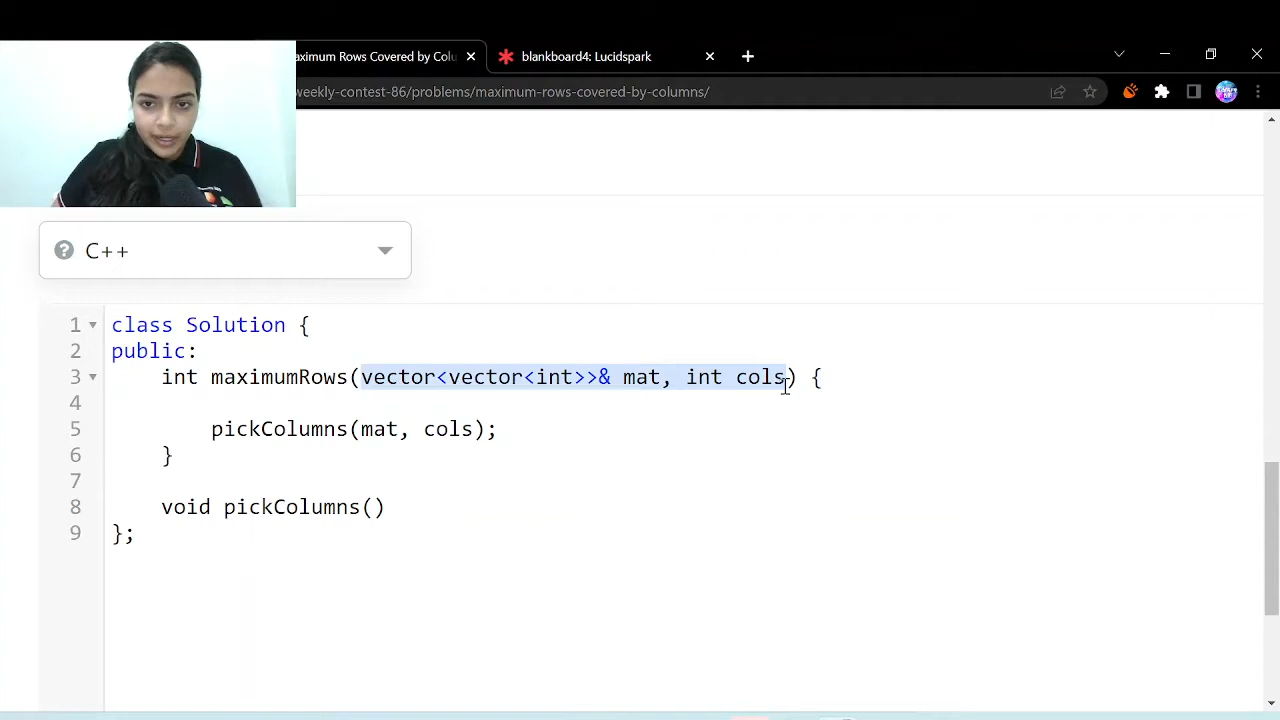 aximum Rows Covered by Colu
blankboard4: Lucidspark
weekly-contest-86/problems/maximum-rows-covered-by-columns/
C++
1 class Solution {
2 public:
3 int maximumRows(vector<vector<int>>& mat, int cols) {
4
5 pickColumns(mat, cols);
6 }
7
8 void pickColumns()
9 };